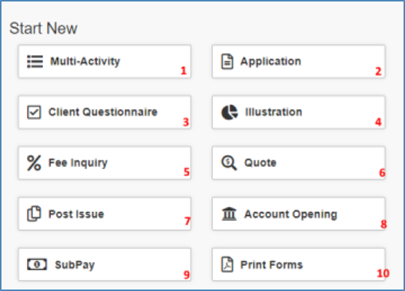 Start New
Multi-Activity 1 Application 2
Client Questionnaire 3 Illustration 4
Fee Inquiry 5 Quote 6
Post Issue 7 Account Opening 8
SubPay 9 Print Forms 10